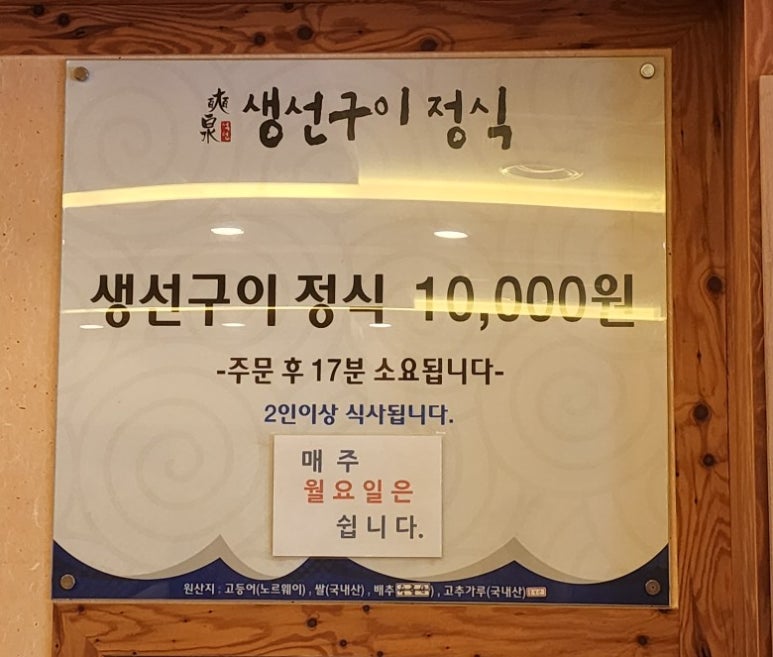 爽泉 생선구이 정식
생선구이 정식 10,000원
-주문 후 17분 소요됩니다-
2인이상 식사됩니다.
매 주
월요일은
쉽니다.
원산지 : 고등어(노르웨이) , 쌀(국내산) , 배추 ) , 고추가루(국내산)